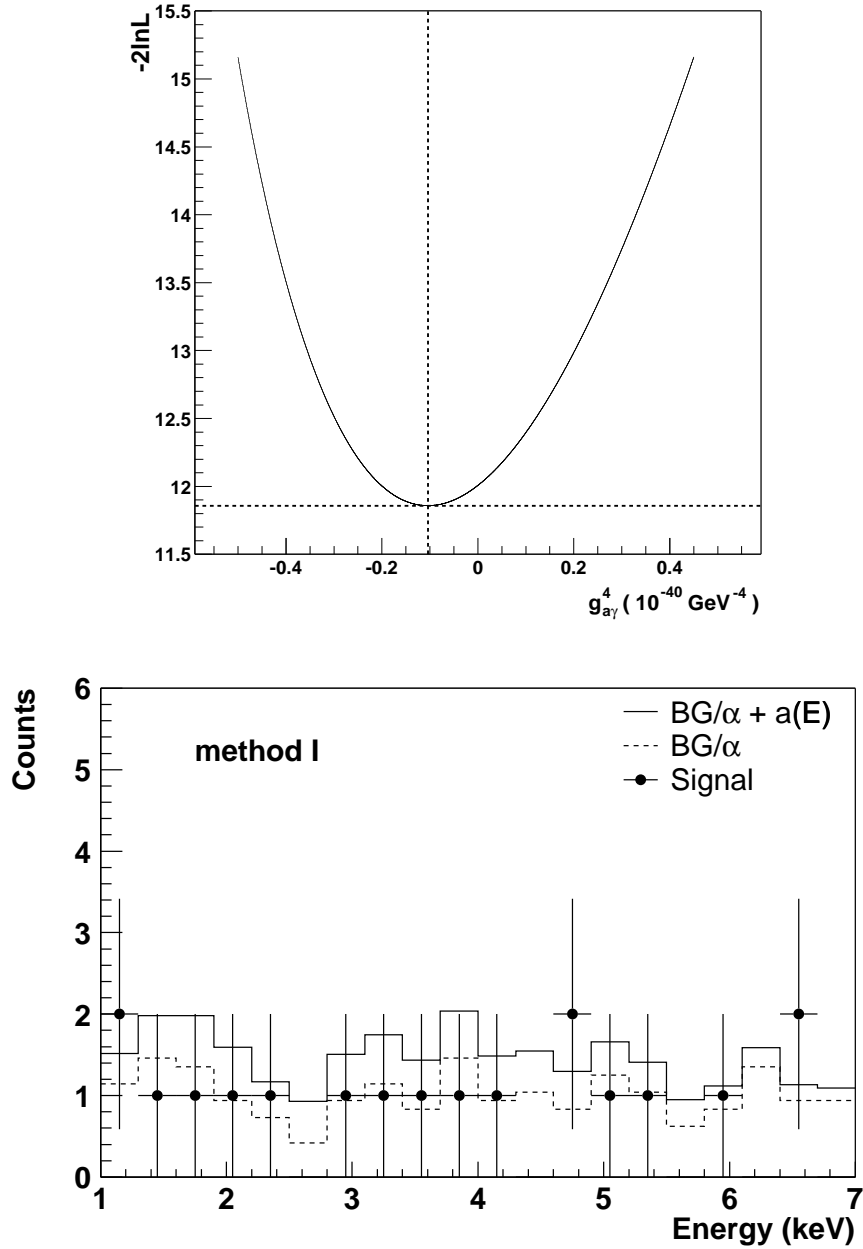 -2lnL
15.5
15
14.5
14
13.5
13
12.5
12
11.5
-0.4 -0.2 0 0.2 0.4
g⁴ₐᵧ ( 10⁻⁴⁰ GeV⁻⁴)
Counts
6
5
4
3
2
1
0
method I
BG/α + a(E)
BG/α
Signal
1 2 3 4 5 6 7
Energy (keV)